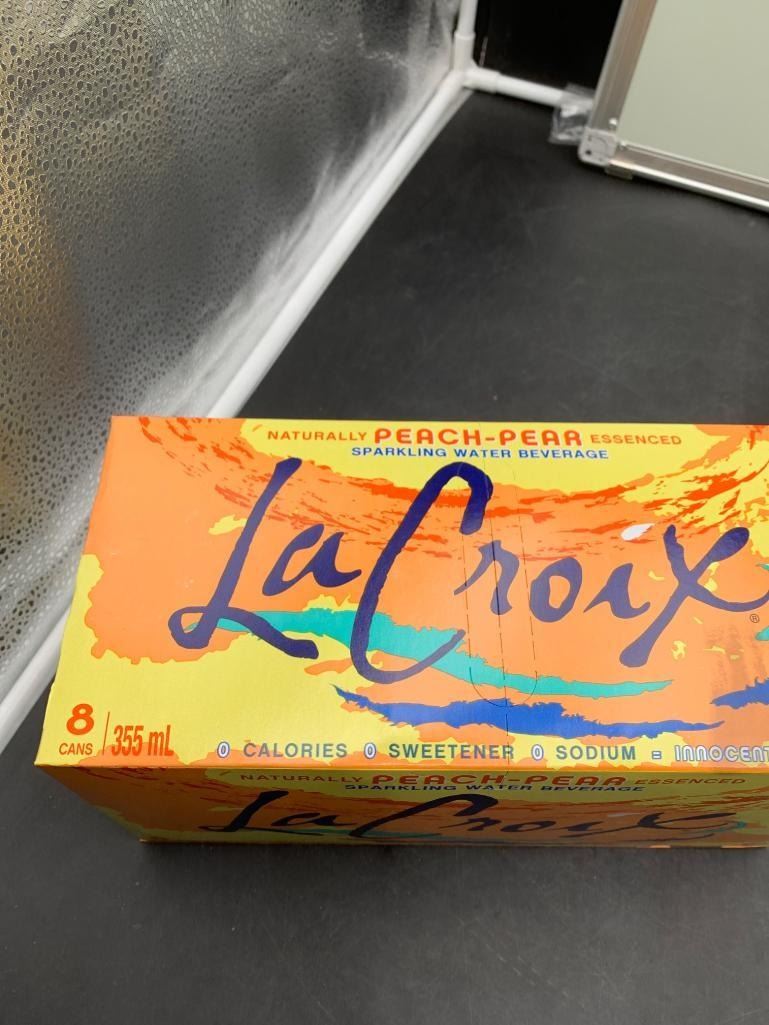 NATURALLY PEACH-PEAR ESSENCED
SPARKLING WATER BEVERAGE
LaCroix®
8 CANS | 355 mL
0 CALORIES 0 SWEETENER 0 SODIUM = INNOCENT
NATURALLY PEACH-PEAR ESSENCED
SPARKLING WATER BEVERAGE
LaCroix